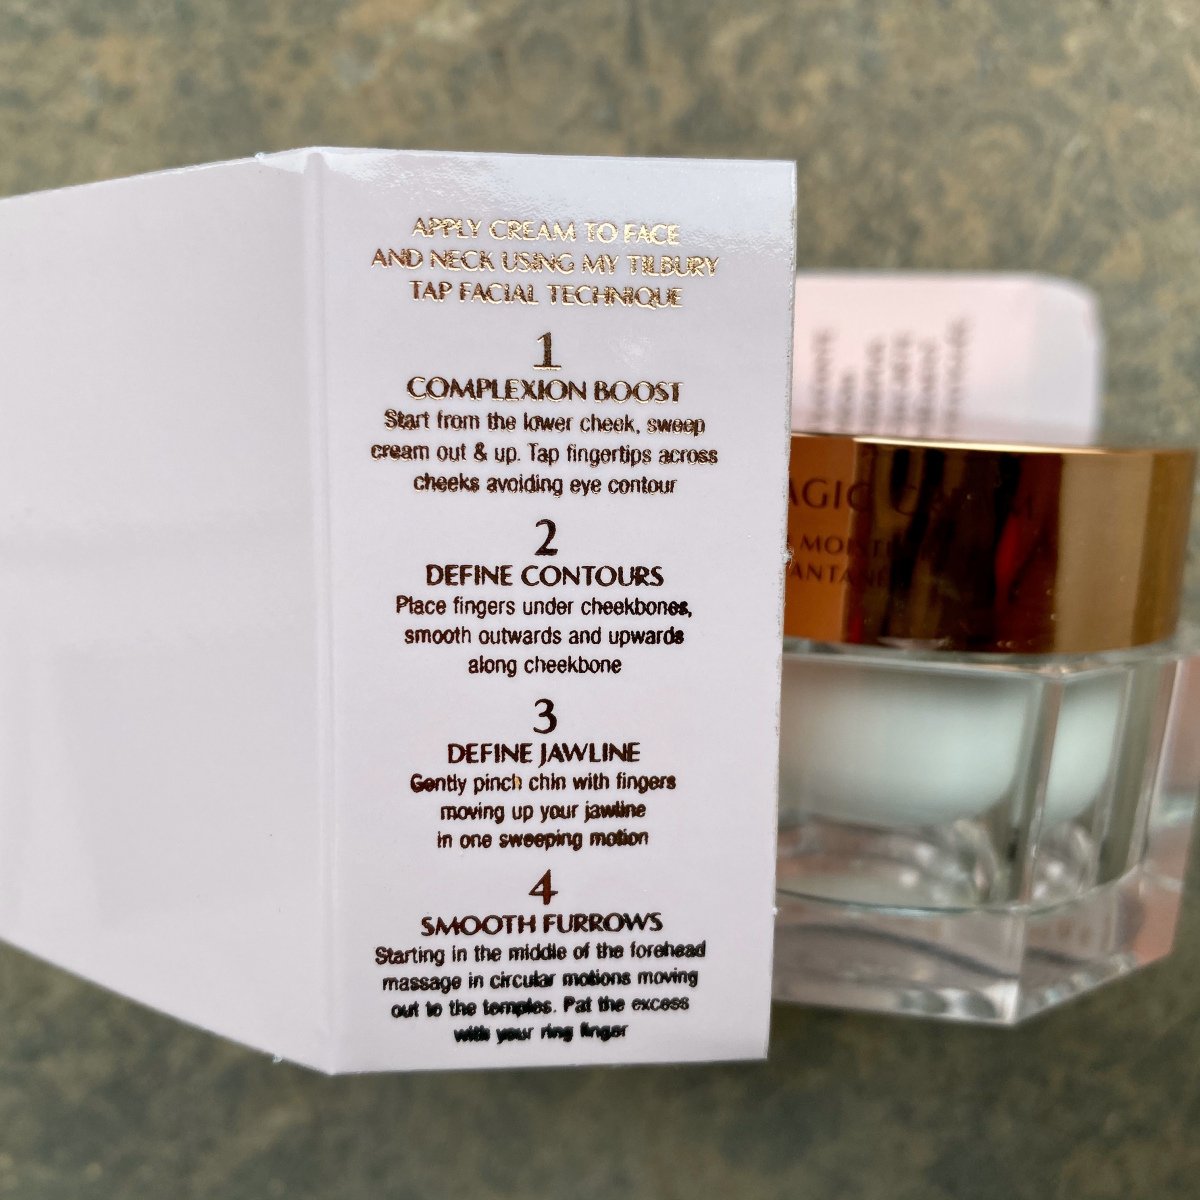 APPLY CREAM TO FACE
AND NECK USING MY TILBURY
TAP FACIAL TECHNIQUE
1
COMPLEXION BOOST
Start from the lower cheek, sweep
cream out & up. Tap fingertips across
cheeks avoiding eye contour
2
DEFINE CONTOURS
Place fingers under cheekbones,
smooth outwards and upwards
along cheekbone
3
DEFINE JAWLINE
Gently pinch chin with fingers
moving up your jawline
in one sweeping motion
4
SMOOTH FURROWS
Starting in the middle of the forehead
massage in circular motions moving
out to the temples. Pat the excess
with your ring finger
AGIC CREAM